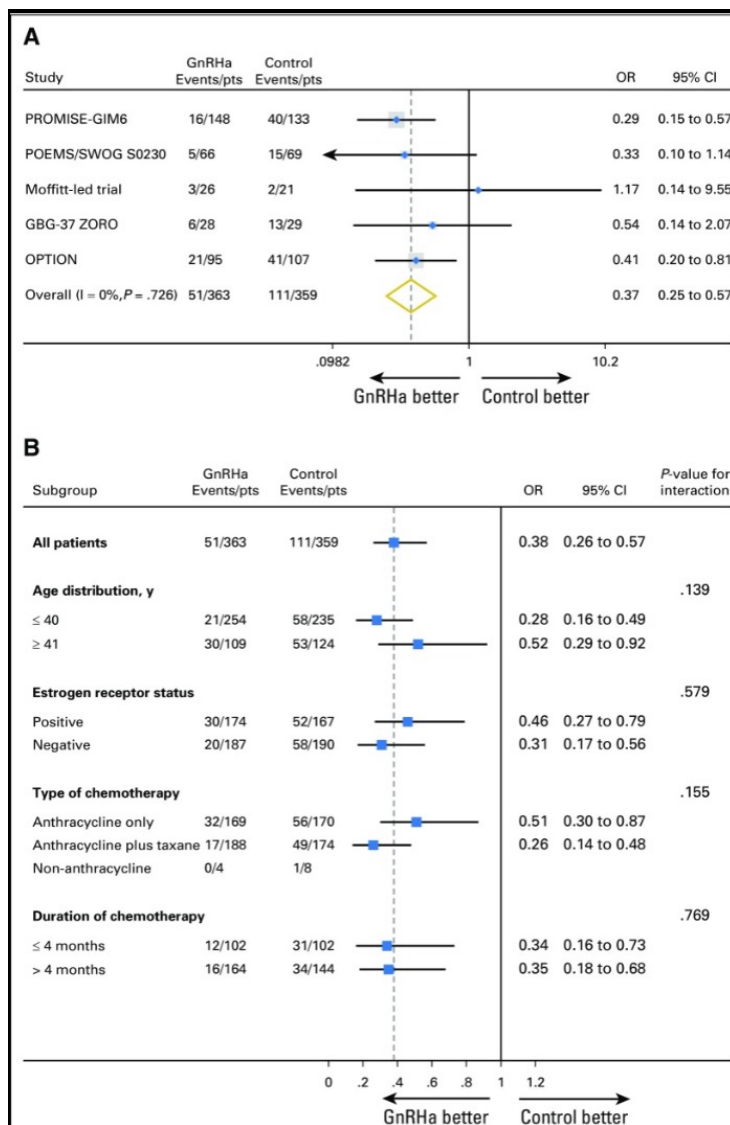 A
GnRHa Control
Study Events/pts Events/pts OR 95% CI
PROMISE-GIM6 16/148 40/133 0.29 0.15 to 0.57
POEMS/SWOG S0230 5/66 15/69 0.33 0.10 to 1.14
Moffitt-led trial 3/26 2/21 1.17 0.14 to 9.55
GBG-37 ZORO 6/28 13/29 0.54 0.14 to 2.07
OPTION 21/95 41/107 0.41 0.20 to 0.81
Overall (I = 0%,P = .726) 51/363 111/359 0.37 0.25 to 0.57
.0982 1 10.2
GnRHa better Control better
B
GnRHa Control P-value for
Subgroup Events/pts Events/pts OR 95% CI interaction
All patients 51/363 111/359 0.38 0.26 to 0.57
Age distribution, y .139
≤ 40 21/254 58/235 0.28 0.16 to 0.49
≥ 41 30/109 53/124 0.52 0.29 to 0.92
Estrogen receptor status .579
Positive 30/174 52/167 0.46 0.27 to 0.79
Negative 20/187 58/190 0.31 0.17 to 0.56
Type of chemotherapy .155
Anthracycline only 32/169 56/170 0.51 0.30 to 0.87
Anthracycline plus taxane 17/188 49/174 0.26 0.14 to 0.48
Non-anthracycline 0/4 1/8
Duration of chemotherapy .769
≤ 4 months 12/102 31/102 0.34 0.16 to 0.73
> 4 months 16/164 34/144 0.35 0.18 to 0.68
0 .2 .4 .6 .8 1 1.2
GnRHa better Control better